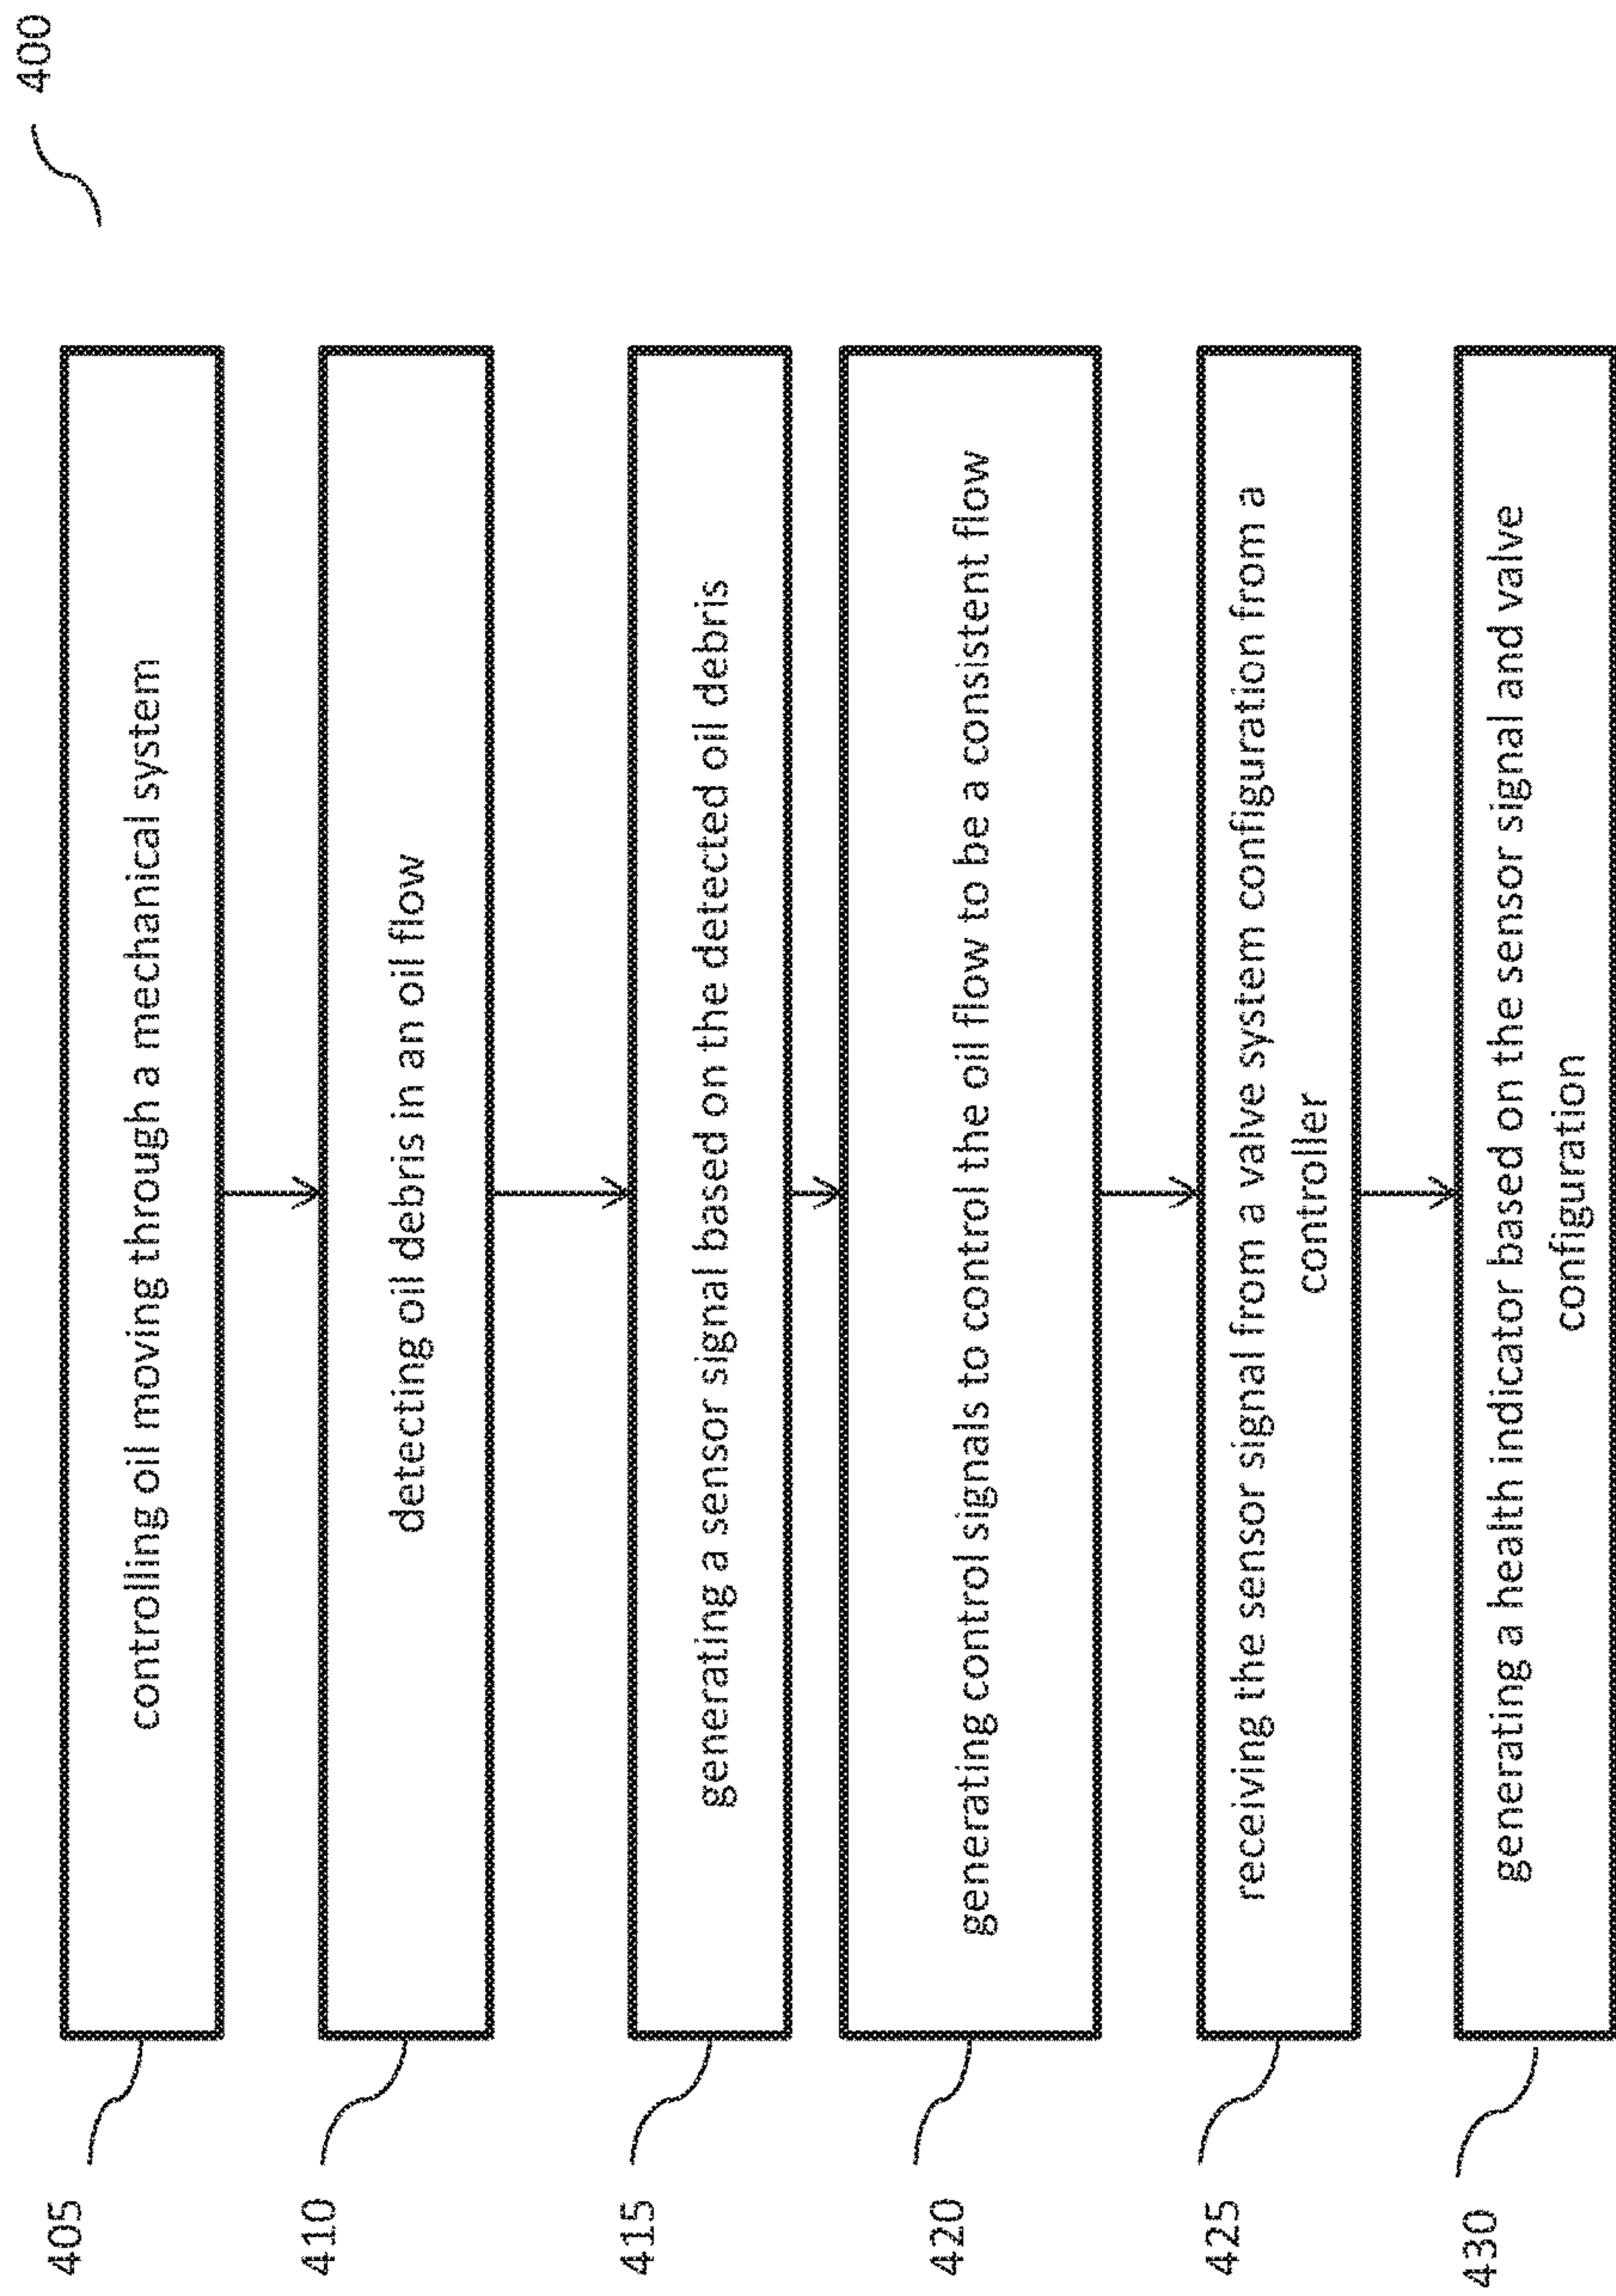 400
405
controlling oil moving through a mechanical system
410
detecting oil debris in an oil flow
415
generating a sensor signal based on the detected oil debris
420
generating control signals to control the oil flow to be a consistent flow
425
receiving the sensor signal from a valve system configuration from a
controller
430
generating a health indicator based on the sensor signal and valve
configuration